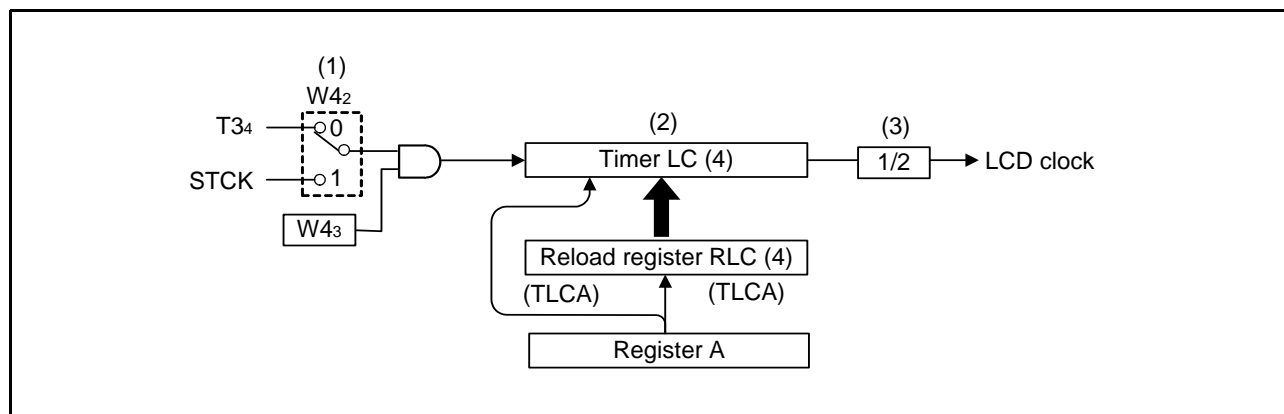 (1)
W42
T34
0
STCK
1
W43
(2)
Timer LC (4)
(3)
1/2
LCD clock
Reload register RLC (4)
(TLCA)
(TLCA)
Register A